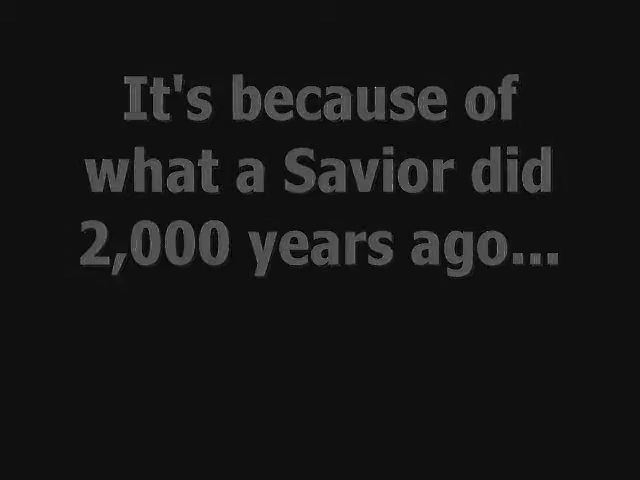 It's because of
what a Savior did
2,000 years ago...